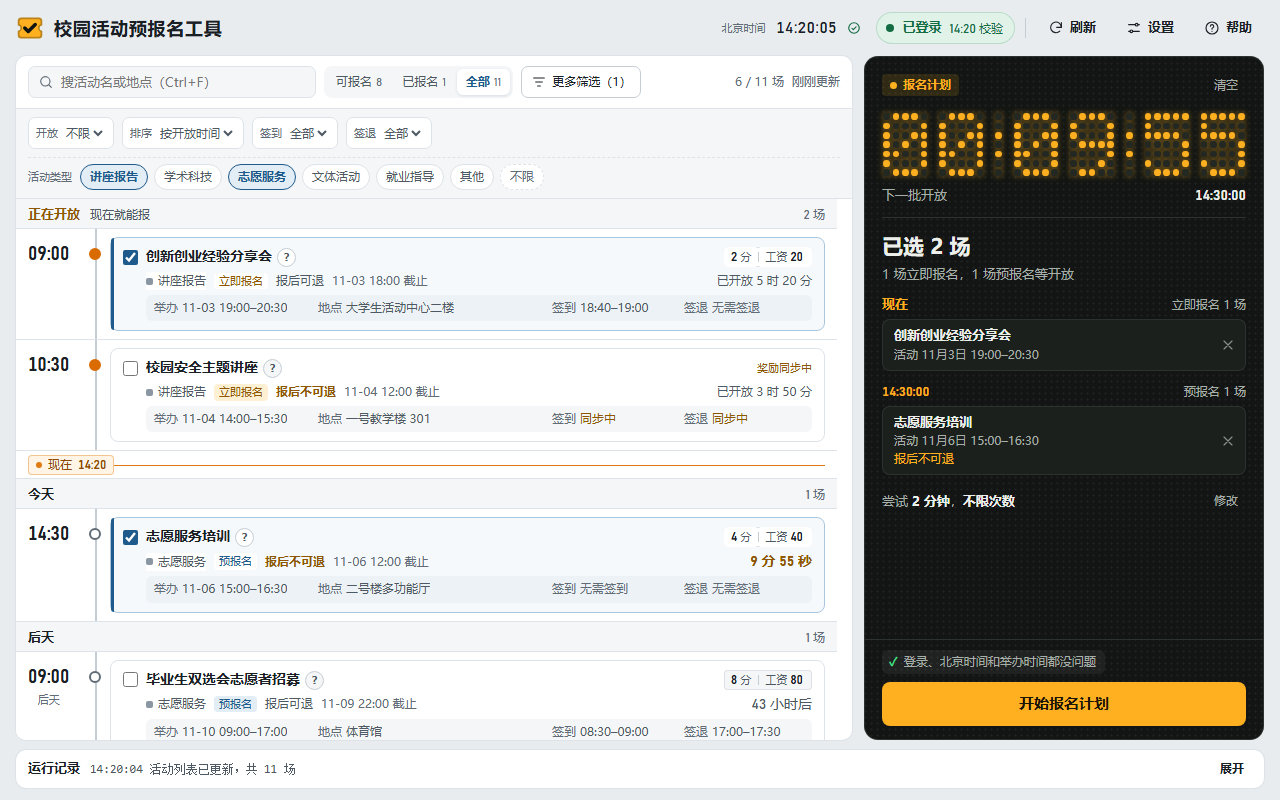 校园活动预报名工具
北京时间 14:20:05 已登录 14:20 校验 刷新 设置 帮助
搜活动名或地点（Ctrl+F） 可报名 8 已报名 1 全部 11 更多筛选（1） 6 / 11 场 刚刚更新
开放 不限 排序 按开放时间 签到 全部 签退 全部
活动类型 讲座报告 学术科技 志愿服务 文体活动 就业指导 其他 不限
正在开放 现在就能报 2 场
09:00 创新创业经验分享会 ? 2 分 工资 20
讲座报告 立即报名 报后可退 11-03 18:00 截止 已开放 5 时 20 分
举办 11-03 19:00–20:30 地点 大学生活动中心二楼 签到 18:40–19:00 签退 无需签退
10:30 校园安全主题讲座 ? 奖励同步中
讲座报告 立即报名 报后不可退 11-04 12:00 截止 已开放 3 时 50 分
举办 11-04 14:00–15:30 地点 一号教学楼 301 签到 同步中 签退 同步中
现在 14:20
今天 1 场
14:30 志愿服务培训 ? 4 分 工资 40
志愿服务 预报名 报后不可退 11-06 12:00 截止 9 分 55 秒
举办 11-06 15:00–16:30 地点 二号楼多功能厅 签到 无需签到 签退 无需签退
后天 1 场
09:00 毕业生双选会志愿者招募 ? 8 分 工资 80
后天 志愿服务 预报名 报后可退 11-09 22:00 截止 43 小时后
举办 11-10 09:00–17:00 地点 体育馆 签到 08:30–09:00 签退 17:00–17:30
报名计划 清空
00:09:55
下一批开放 14:30:00
已选 2 场
1 场立即报名，1 场预报名等开放
现在 立即报名 1 场
创新创业经验分享会
活动 11月3日 19:00–20:30
14:30:00 预报名 1 场
志愿服务培训
活动 11月6日 15:00–16:30
报后不可退
尝试 2 分钟，不限次数 修改
登录、北京时间和举办时间都没问题
开始报名计划
运行记录 14:20:04 活动列表已更新，共 11 场 展开